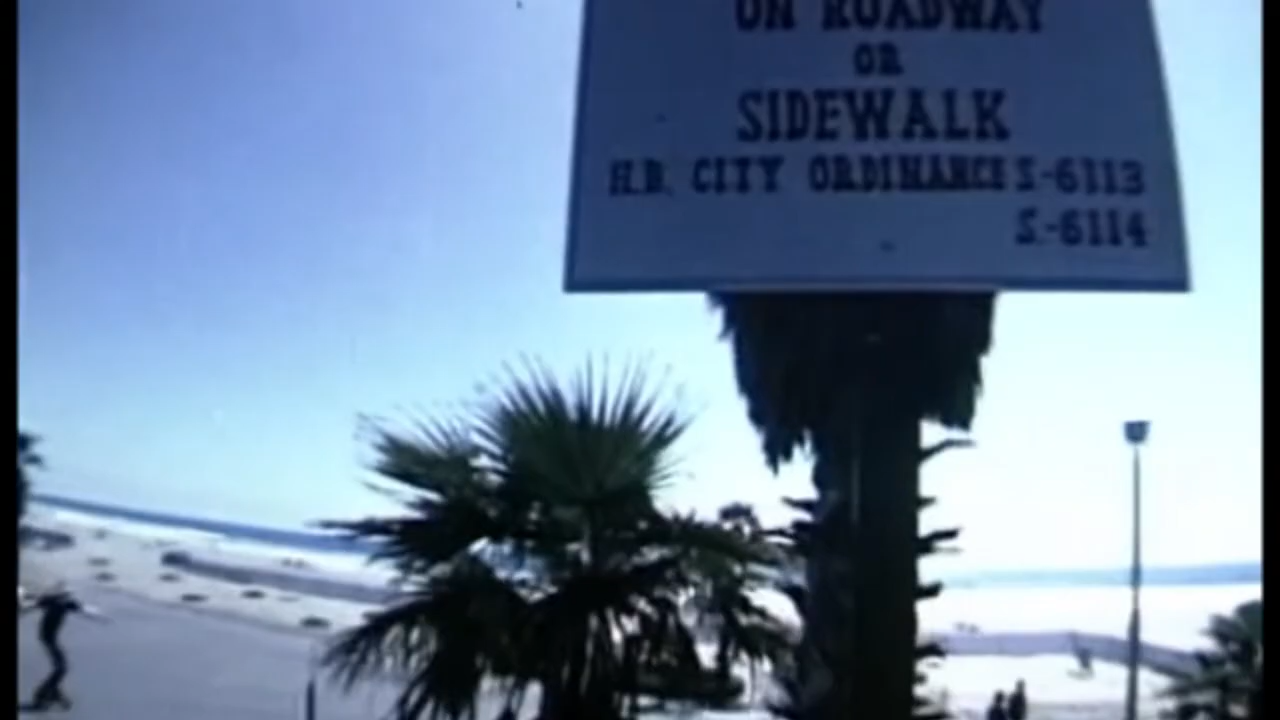 ON ROADWAY
OR
SIDEWALK
H.B. CITY ORDINANCE S-6113
S.-6114